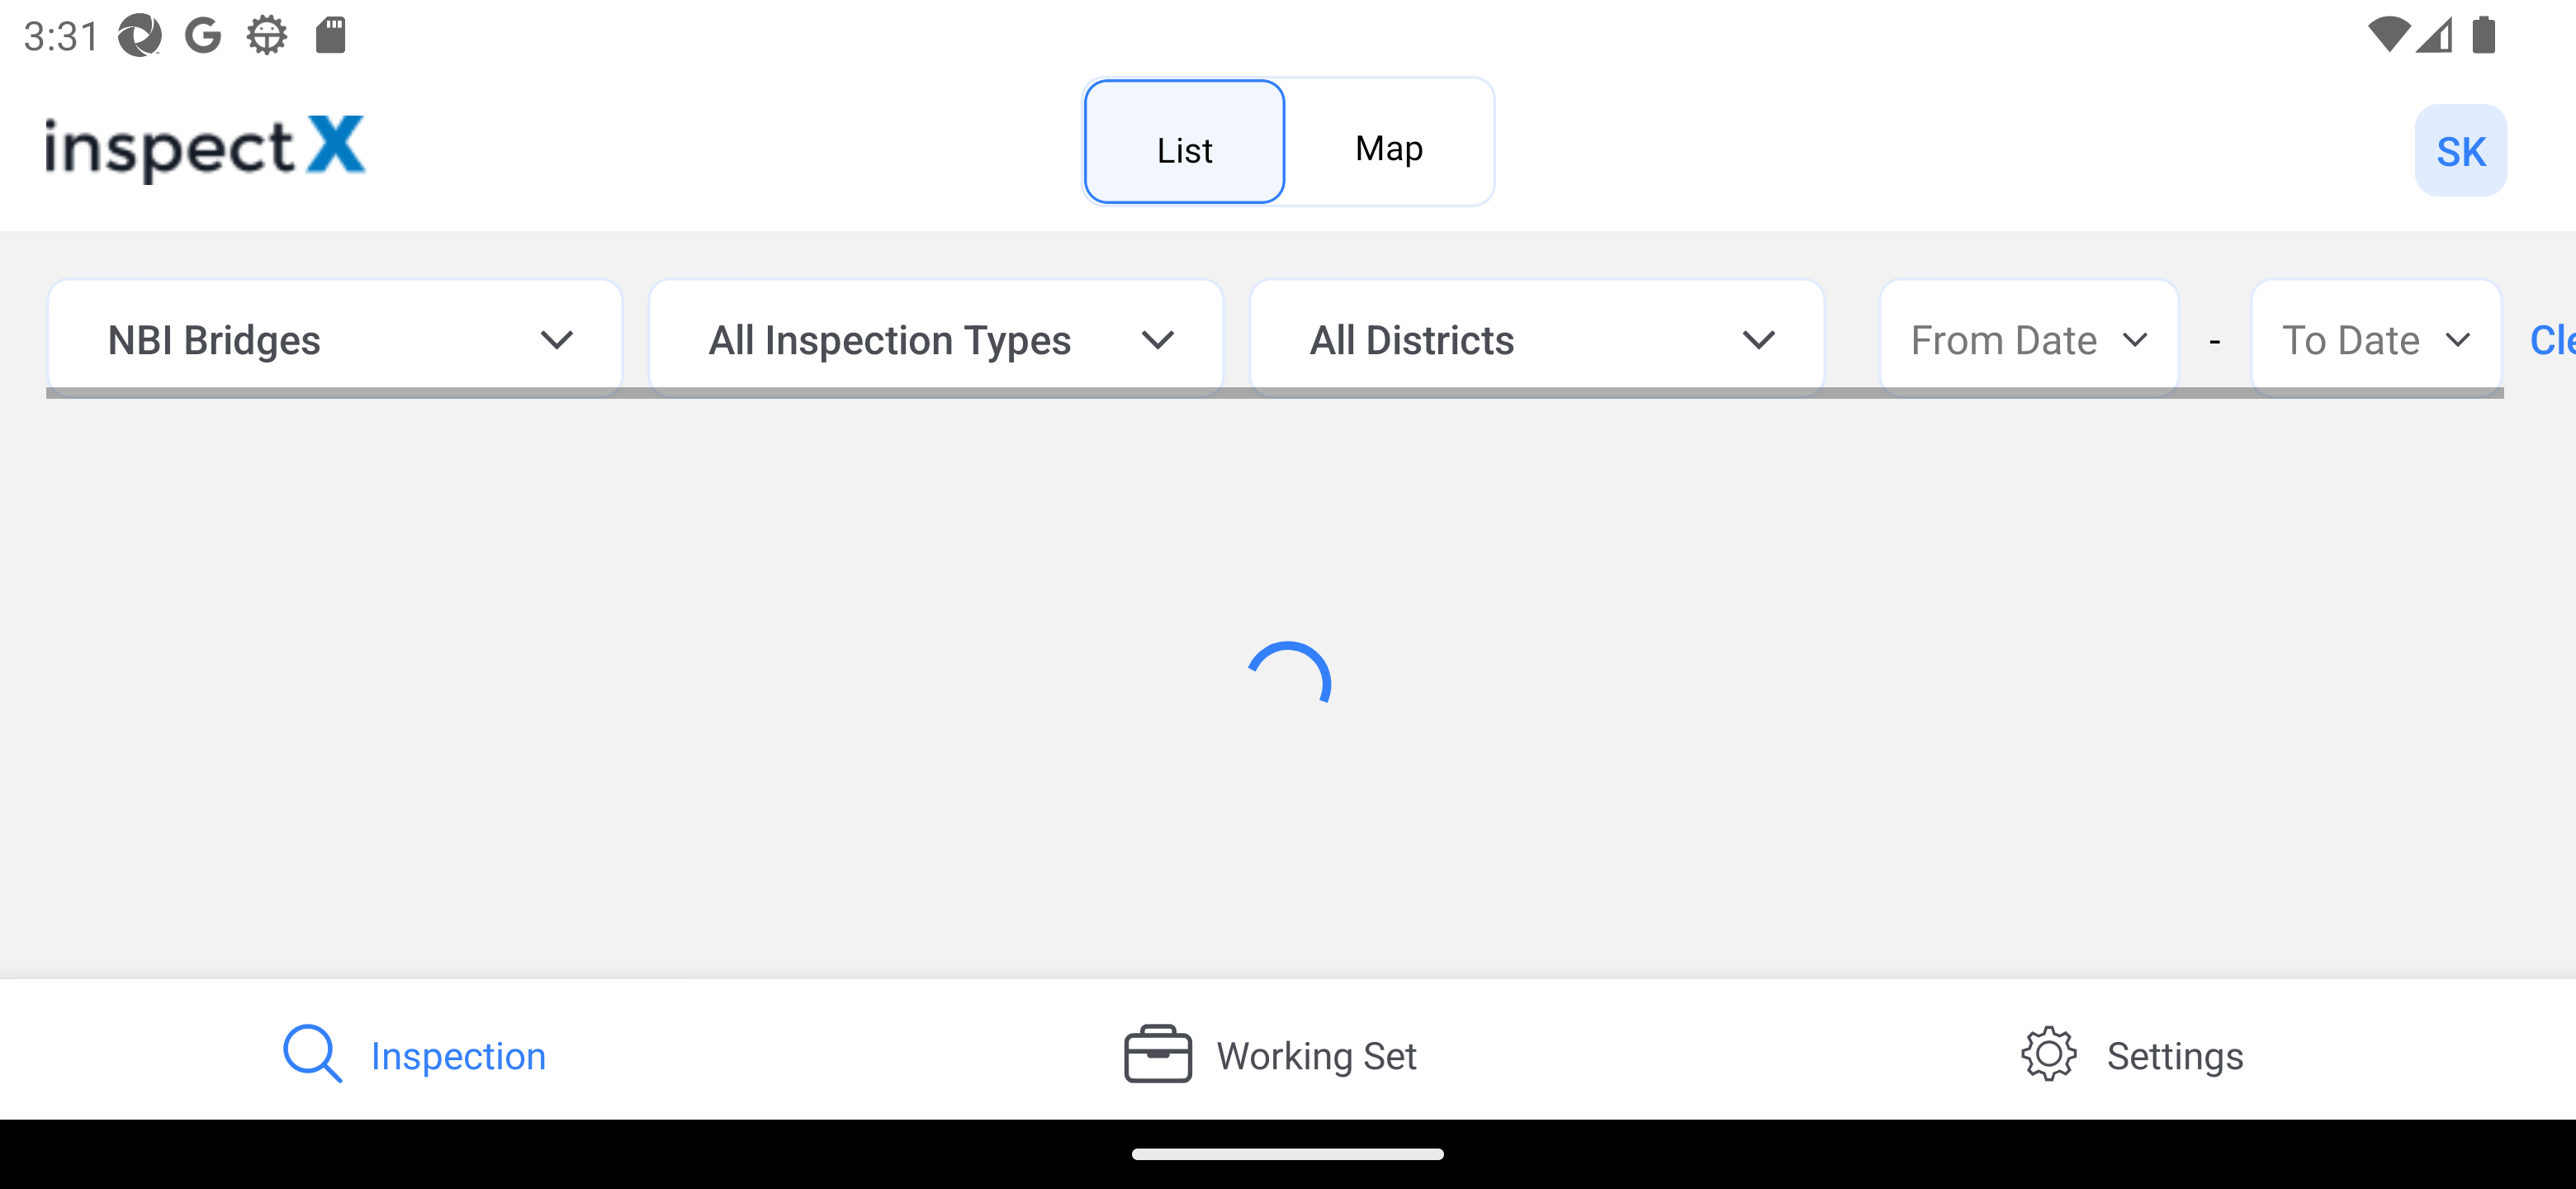 3:31
inspectX
List
Map
SK
NBI Bridges
All Inspection Types
All Districts
From Date
-
To Date
Cle
Inspection
Working Set
Settings